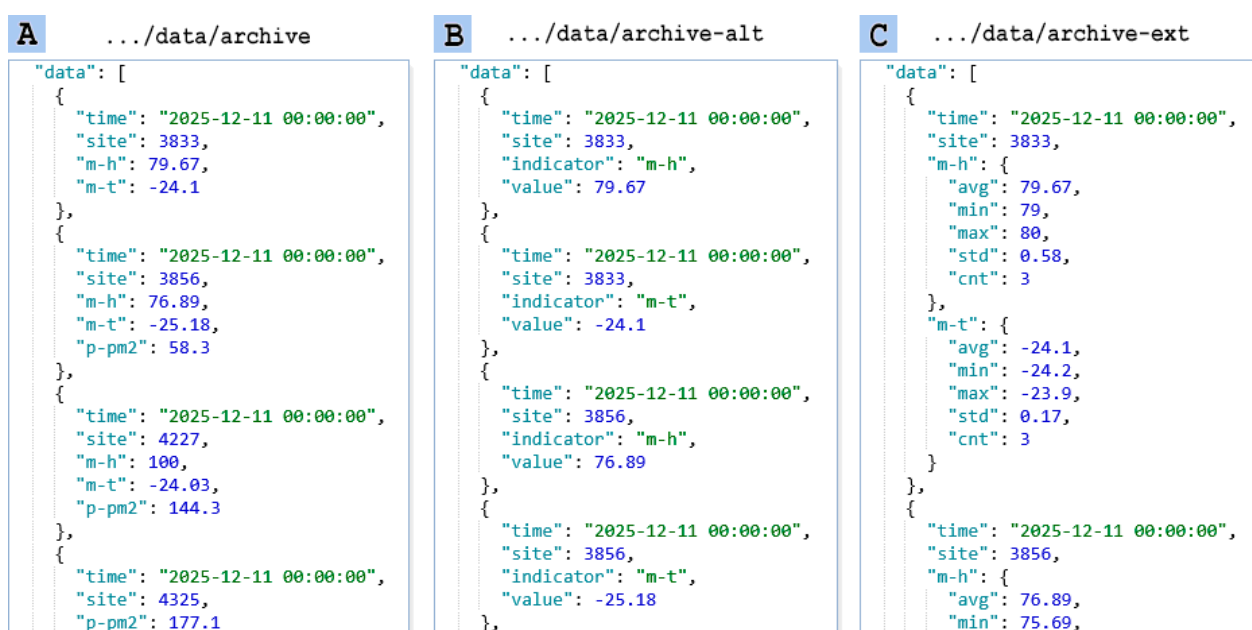 A .../data/archive
"data": [
{
"time": "2025-12-11 00:00:00",
"site": 3833,
"m-h": 79.67,
"m-t": -24.1
},
{
"time": "2025-12-11 00:00:00",
"site": 3856,
"m-h": 76.89,
"m-t": -25.18,
"p-pm2": 58.3
},
{
"time": "2025-12-11 00:00:00",
"site": 4227,
"m-h": 100,
"m-t": -24.03,
"p-pm2": 144.3
},
{
"time": "2025-12-11 00:00:00",
"site": 4325,
"p-pm2": 177.1
B .../data/archive-alt
"data": [
{
"time": "2025-12-11 00:00:00",
"site": 3833,
"indicator": "m-h",
"value": 79.67
},
{
"time": "2025-12-11 00:00:00",
"site": 3833,
"indicator": "m-t",
"value": -24.1
},
{
"time": "2025-12-11 00:00:00",
"site": 3856,
"indicator": "m-h",
"value": 76.89
},
{
"time": "2025-12-11 00:00:00",
"site": 3856,
"indicator": "m-t",
"value": -25.18
},
C .../data/archive-ext
"data": [
{
"time": "2025-12-11 00:00:00",
"site": 3833,
"m-h": {
"avg": 79.67,
"min": 79,
"max": 80,
"std": 0.58,
"cnt": 3
},
"m-t": {
"avg": -24.1,
"min": -24.2,
"max": -23.9,
"std": 0.17,
"cnt": 3
}
},
{
"time": "2025-12-11 00:00:00",
"site": 3856,
"m-h": {
"avg": 76.89,
"min": 75.69,